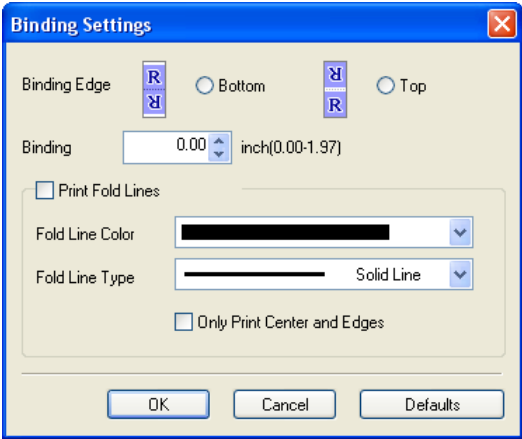 Binding Settings
Binding Edge R R Bottom R R Top
Binding 0.00 inch(0.00-1.97)
Print Fold Lines
Fold Line Color
Fold Line Type Solid Line
Only Print Center and Edges
OK Cancel Defaults